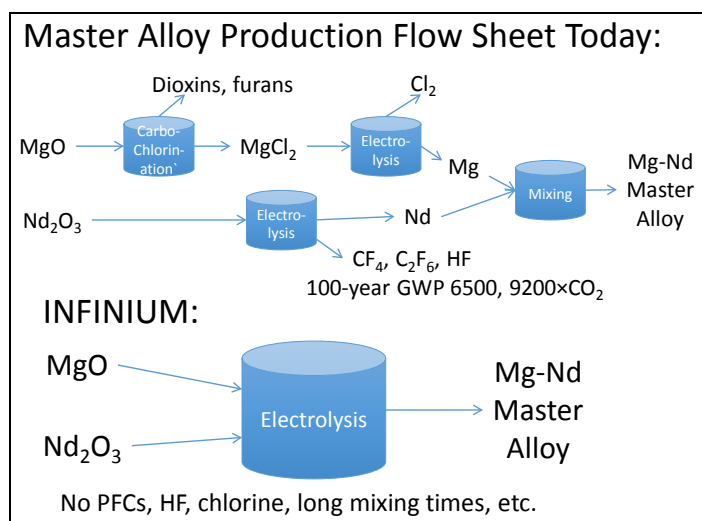 Master Alloy Production Flow Sheet Today:
Dioxins, furans
Cl₂
MgO
Carbo-
Chlorin-
ation`
MgCl₂
Electro-
lysis
Mg
Mixing
Mg-Nd
Master
Alloy
Nd₂O₃
Electro-
lysis
Nd
CF₄, C₂F₆, HF
100-year GWP 6500, 9200×CO₂
INFINIUM:
MgO
Nd₂O₃
Electrolysis
Mg-Nd
Master
Alloy
No PFCs, HF, chlorine, long mixing times, etc.